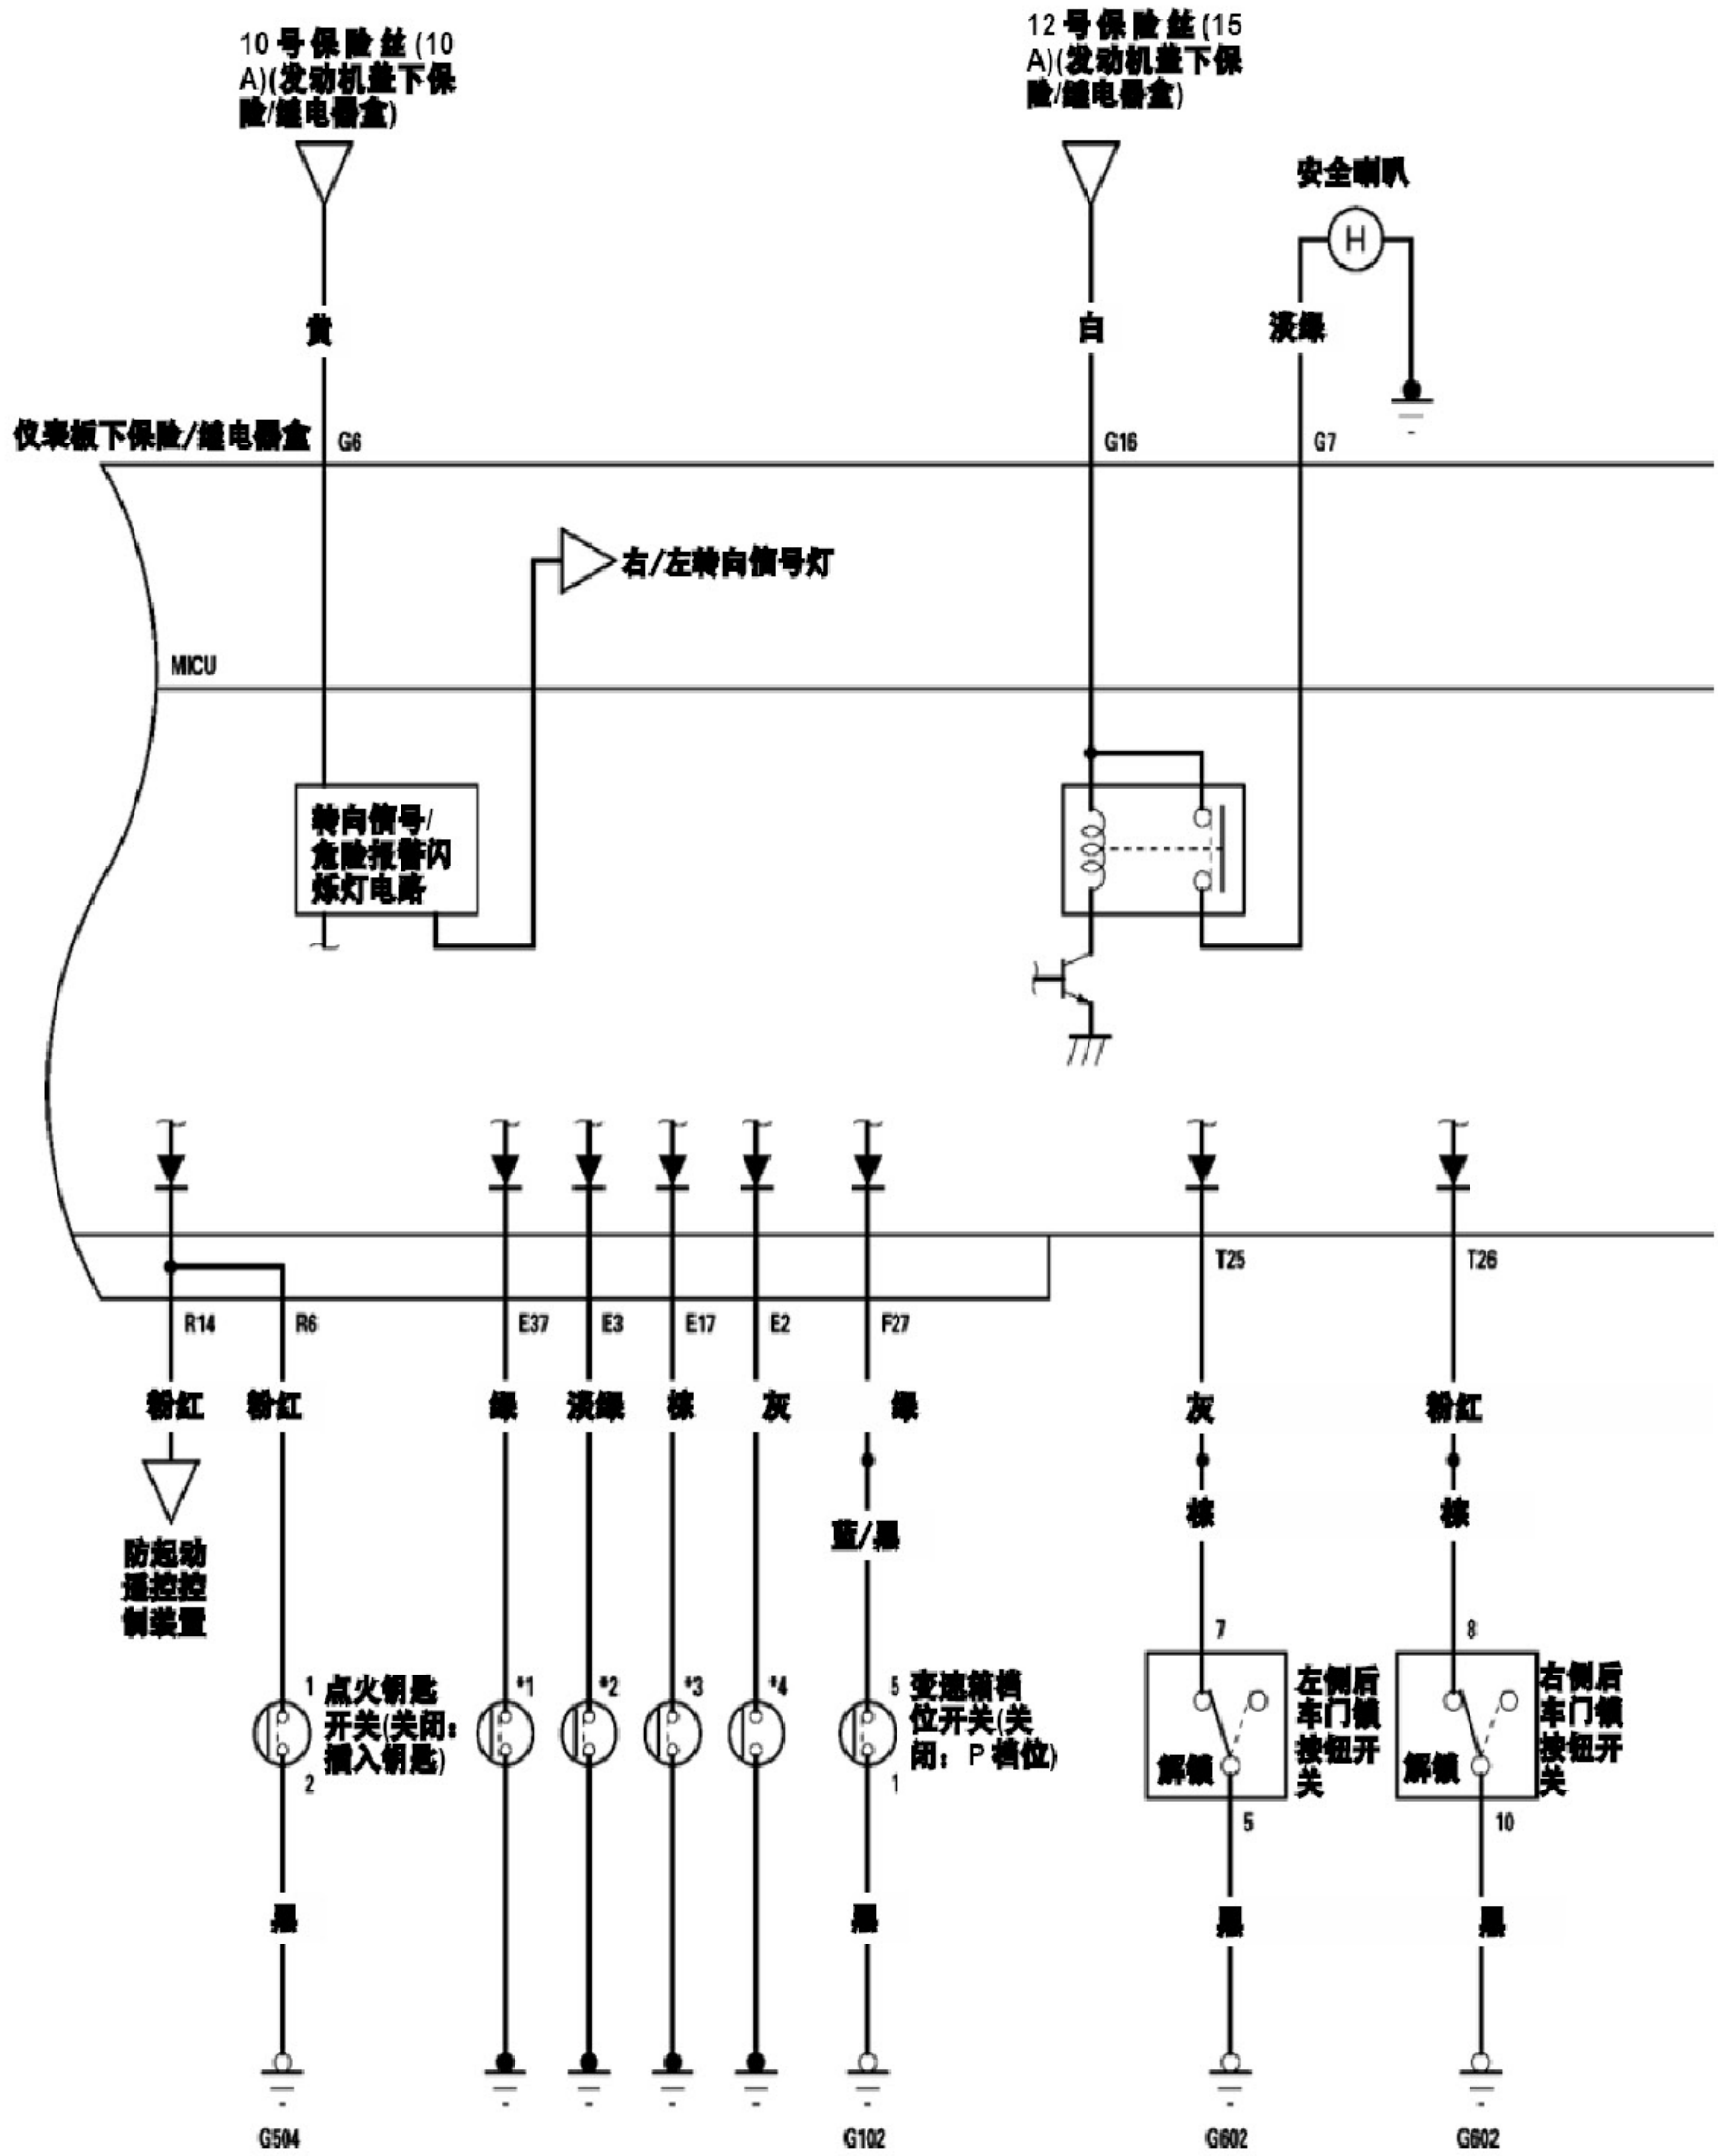 10 号 保 险 丝 (10
A)(发动机盖下保
险/继电器盒)
12 号 保 险 丝 (15
A)(发动机盖下保
险/继电器盒)
安全喇叭
H
黄
白
淡绿
仪表板下保险/继电器盒
G6
G16
G7
右/左转向信号灯
MICU
转向信号/
危险报警闪
烁灯电路
T25
T26
R14
R6
E37
E3
E17
E2
F27
粉红
粉红
绿
淡绿
棕
灰
绿
灰
粉红
棕
棕
蓝/黑
防起动
遥控控
制装置
7
8
1
点火钥匙
开关(关闭:
插入钥匙)
2
*1
*2
*3
*4
5
变速箱档
位开关(关
闭: P 档位)
1
解锁
左侧后
车门锁
按钮开
关
解锁
右侧后
车门锁
按钮开
关
5
10
黑
黑
黑
黑
G504
G102
G602
G602